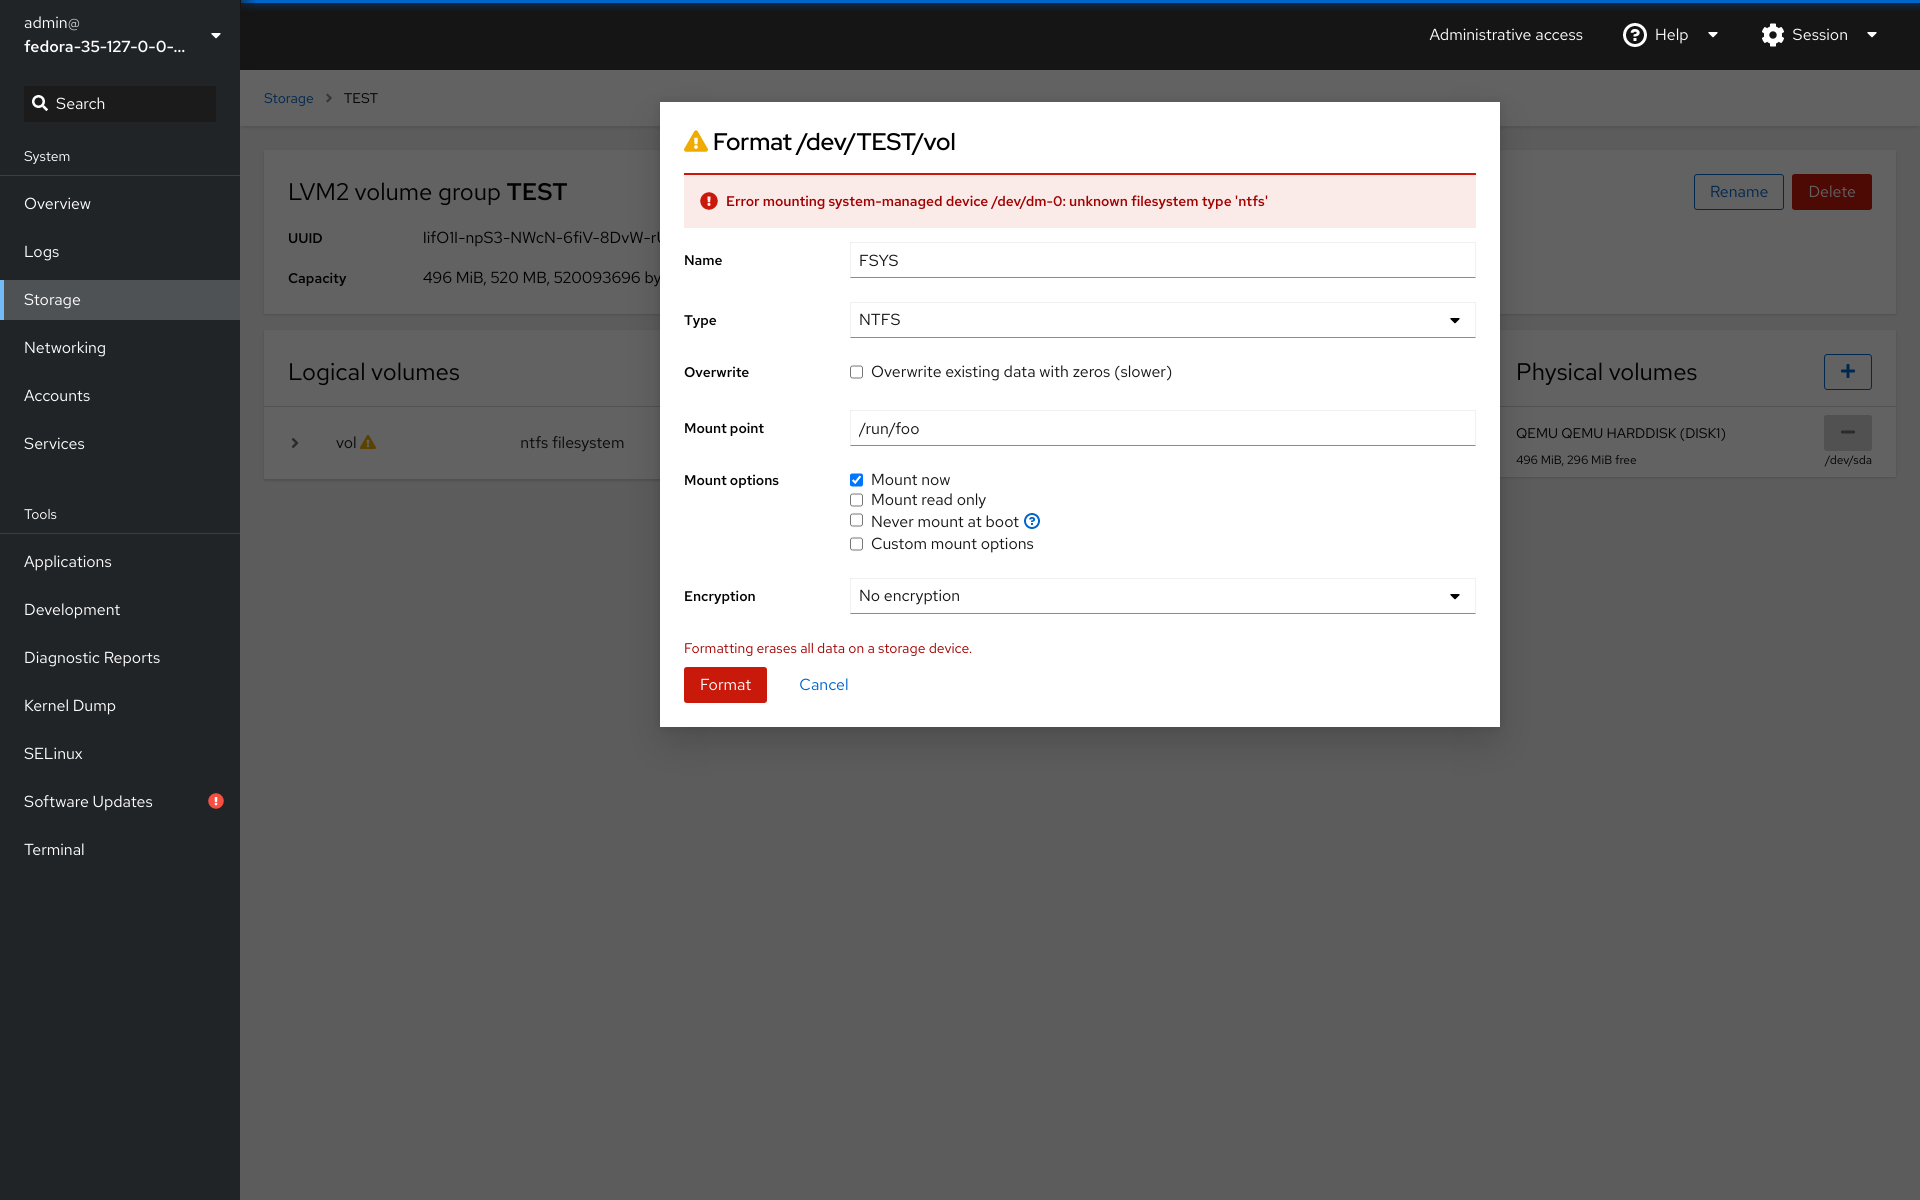 admin@
fedora-35-127-0-0-...
Search
System
Overview
Logs
Storage
Networking
Accounts
Services
Tools
Applications
Development
Diagnostic Reports
Kernel Dump
SELinux
Software Updates
Terminal
Administrative access
Help
Session
Storage > TEST
LVM2 volume group TEST
Rename
Delete
UUID
Capacity 496 MiB, 520 MB, 520093696 by
Logical volumes
vol ntfs filesystem
Physical volumes
QEMU QEMU HARDDISK (DISK1)
496 MiB, 296 MiB free
/dev/sda
Format /dev/TEST/vol
Error mounting system-managed device /dev/dm-0: unknown filesystem type 'ntfs'
Name FSYS
Type NTFS
Overwrite Overwrite existing data with zeros (slower)
Mount point /run/foo
Mount options Mount now
Mount read only
Never mount at boot
Custom mount options
Encryption No encryption
Formatting erases all data on a storage device.
Format
Cancel